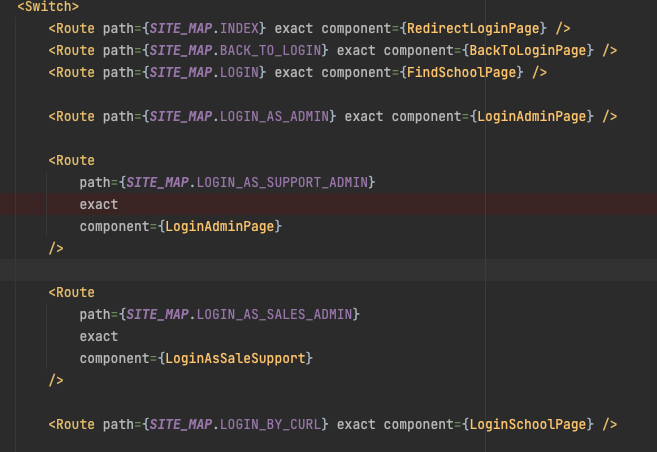 <Switch>
<Route path={SITE_MAP.INDEX} exact component={RedirectLoginPage} />
<Route path={SITE_MAP.BACK_TO_LOGIN} exact component={BackToLoginPage} />
<Route path={SITE_MAP.LOGIN} exact component={FindSchoolPage} />
<Route path={SITE_MAP.LOGIN_AS_ADMIN} exact component={LoginAdminPage} />
<Route
path={SITE_MAP.LOGIN_AS_SUPPORT_ADMIN}
exact
component={LoginAdminPage}
/>
<Route
path={SITE_MAP.LOGIN_AS_SALES_ADMIN}
exact
component={LoginAsSaleSupport}
/>
<Route path={SITE_MAP.LOGIN_BY_CURL} exact component={LoginSchoolPage} />